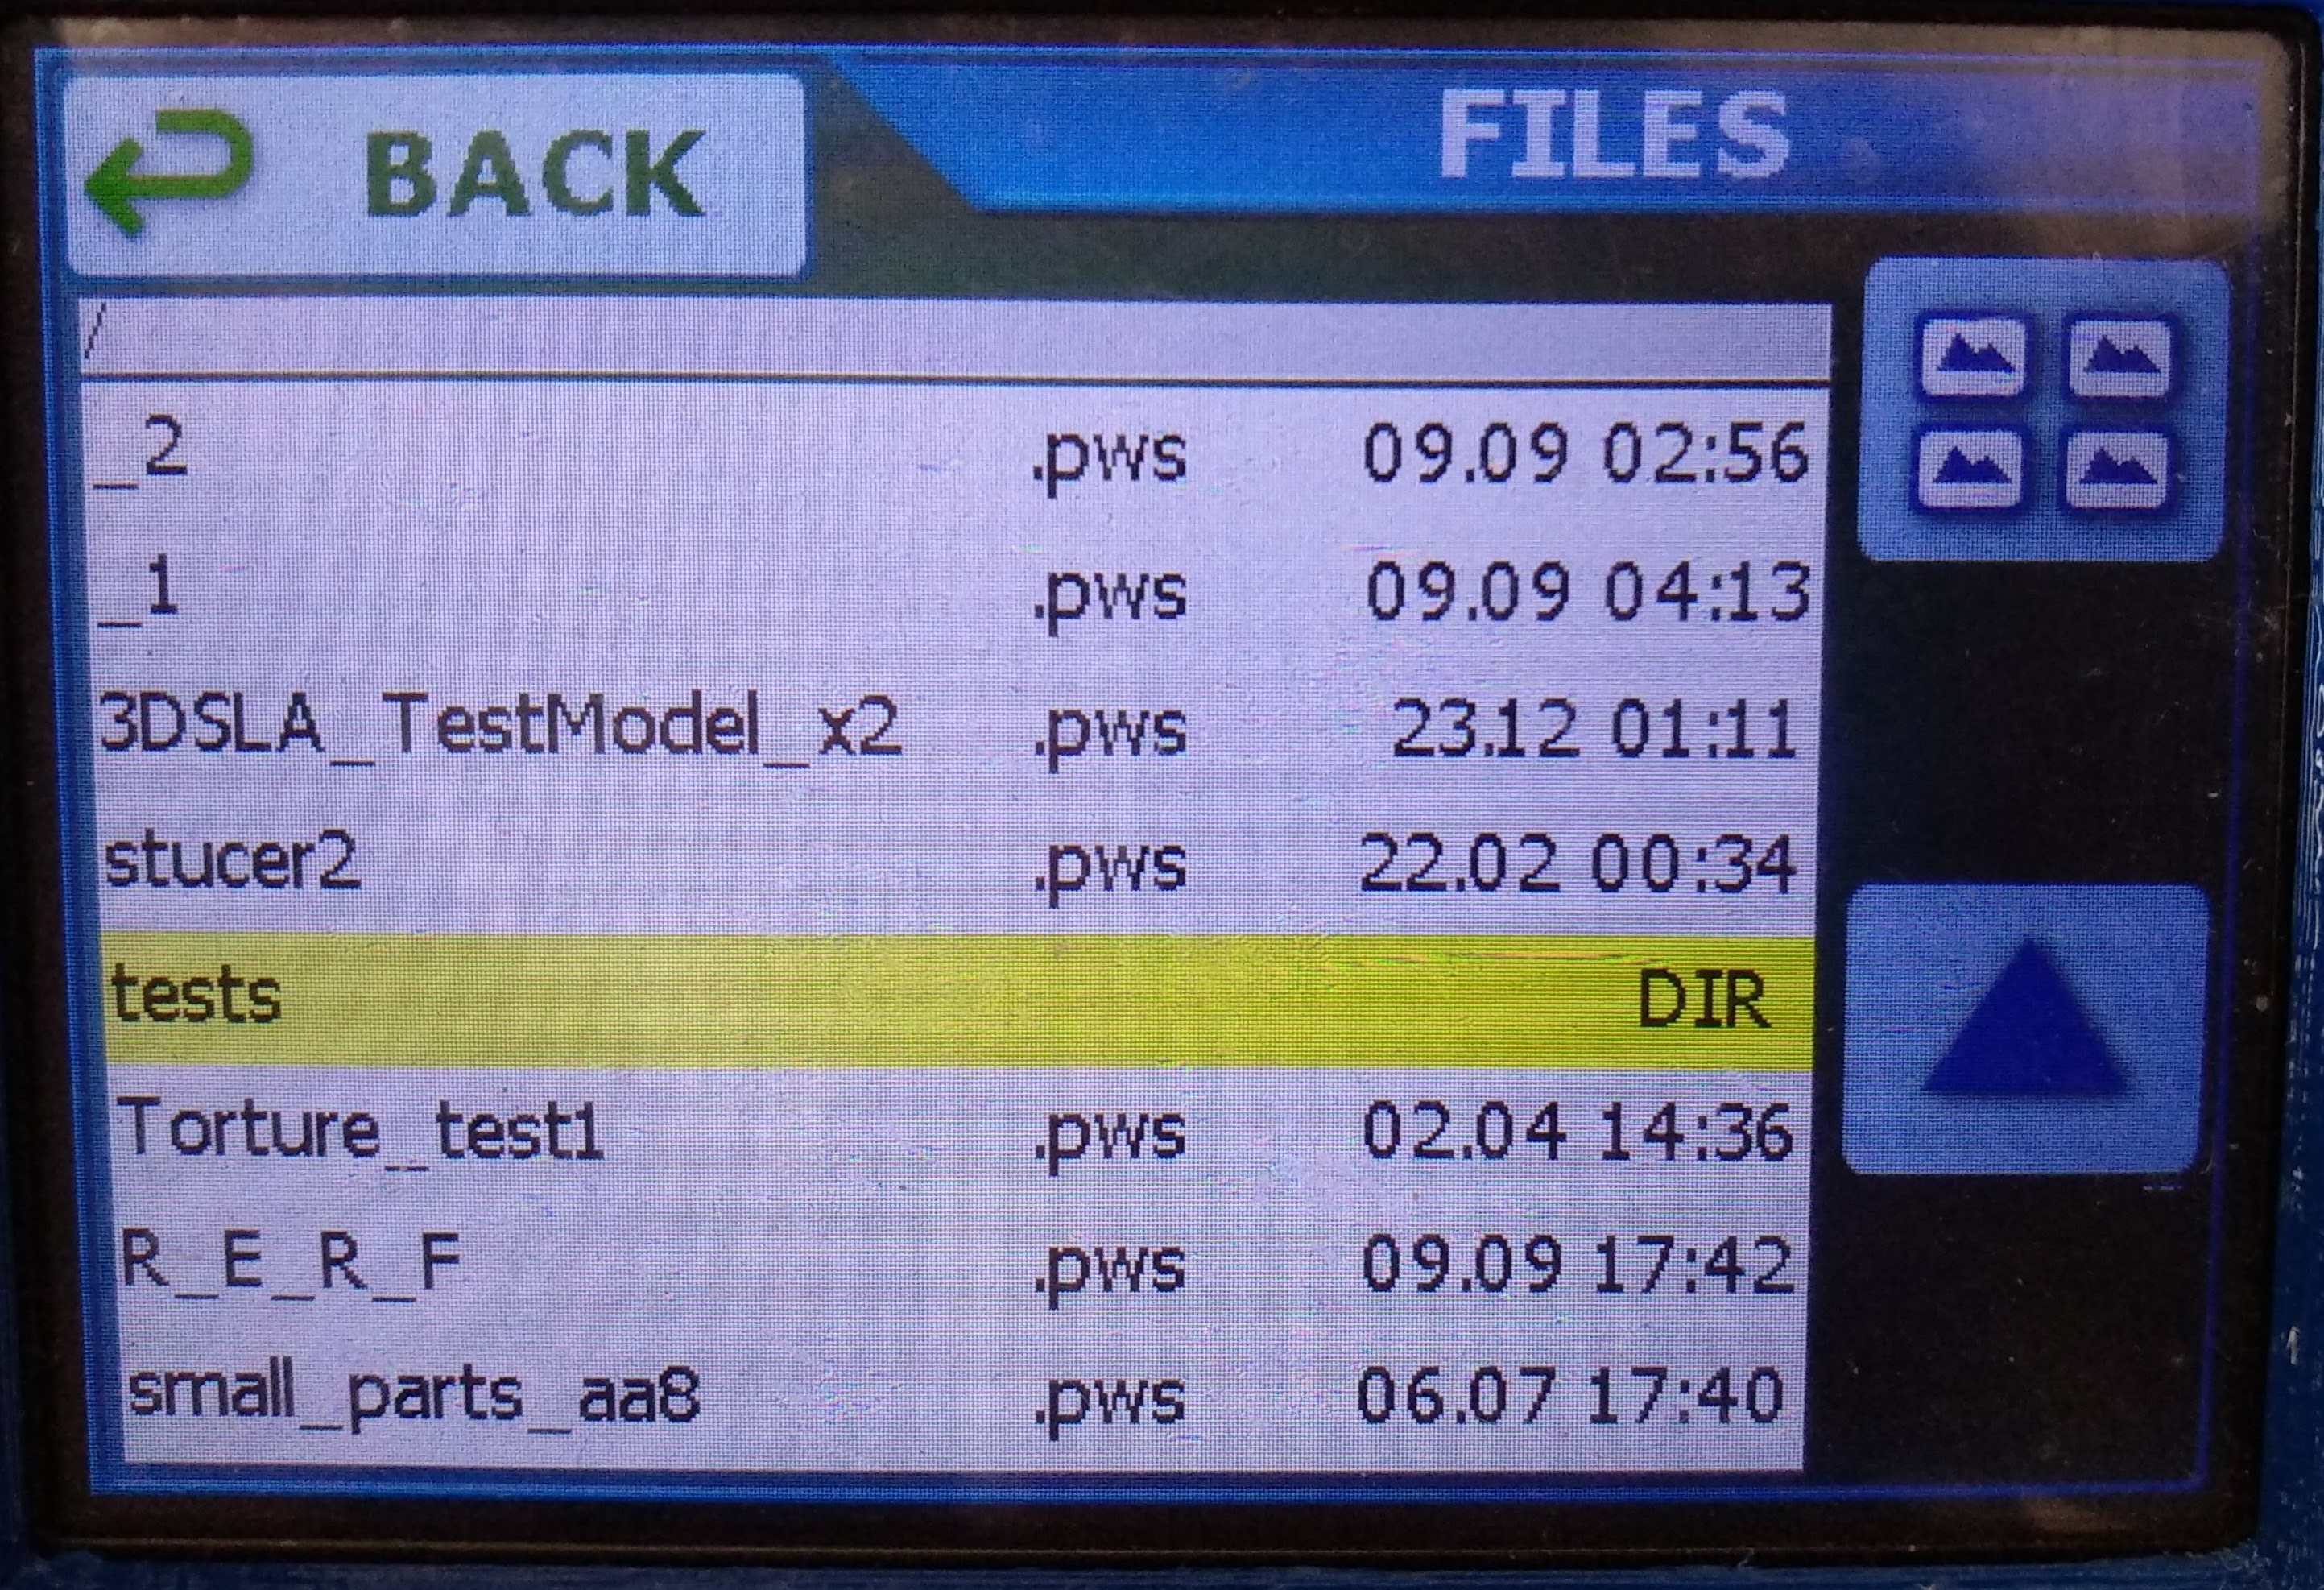 BACK
FILES
/
_2 .pws 09.09 02:56
_1 .pws 09.09 04:13
3DSLA_TestModel_x2 .pws 23.12 01:11
stucer2 .pws 22.02 00:34
tests DIR
Torture_test1 .pws 02.04 14:36
R_E_R_F .pws 09.09 17:42
small_parts_aa8 .pws 06.07 17:40